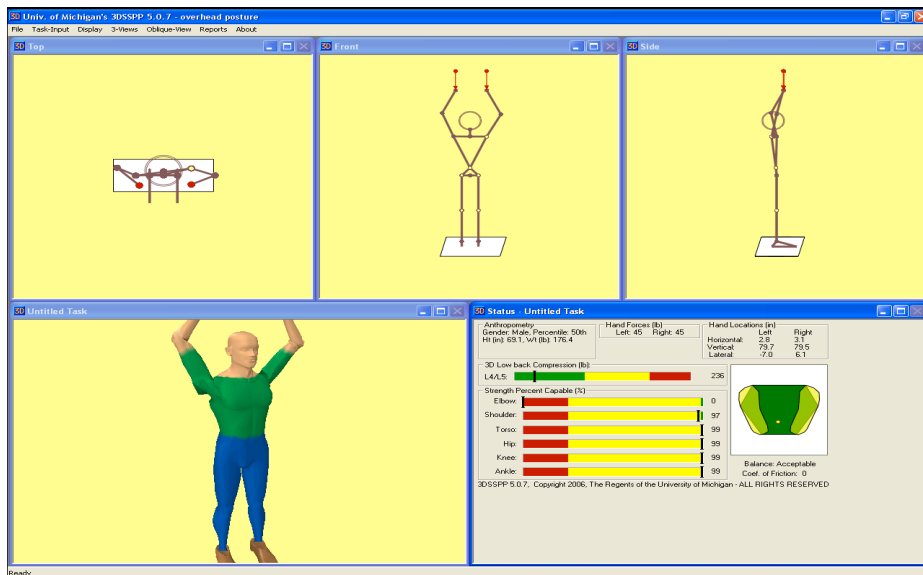 3D Univ. of Michigan's 3DSSPP 5.0.7 - overhead posture
File Task-Input Display 3-Views Oblique-View Reports About
3D Top
3D Front
3D Side
3D Untitled Task
3D Status - Untitled Task
Anthropometry
Gender: Male, Percentile: 50th
Ht (in): 69.1, Wt (lb): 176.4
Hand Forces (lb)
Left: 45 Right: 45
Hand Locations (in)
Left Right
Horizontal: 2.8 3.1
Vertical: 79.7 79.5
Lateral: -7.0 6.1
3D Low back Compression (lb):
L4/L5: 236
Strength Percent Capable (%)
Elbow: 0
Shoulder: 97
Torso: 99
Hip: 99
Knee: 99
Ankle: 99
Balance: Acceptable
Coef. of Friction: 0
3DSSPP 5.0.7, Copyright 2006, The Regents of the University of Michigan - ALL RIGHTS RESERVED
Ready